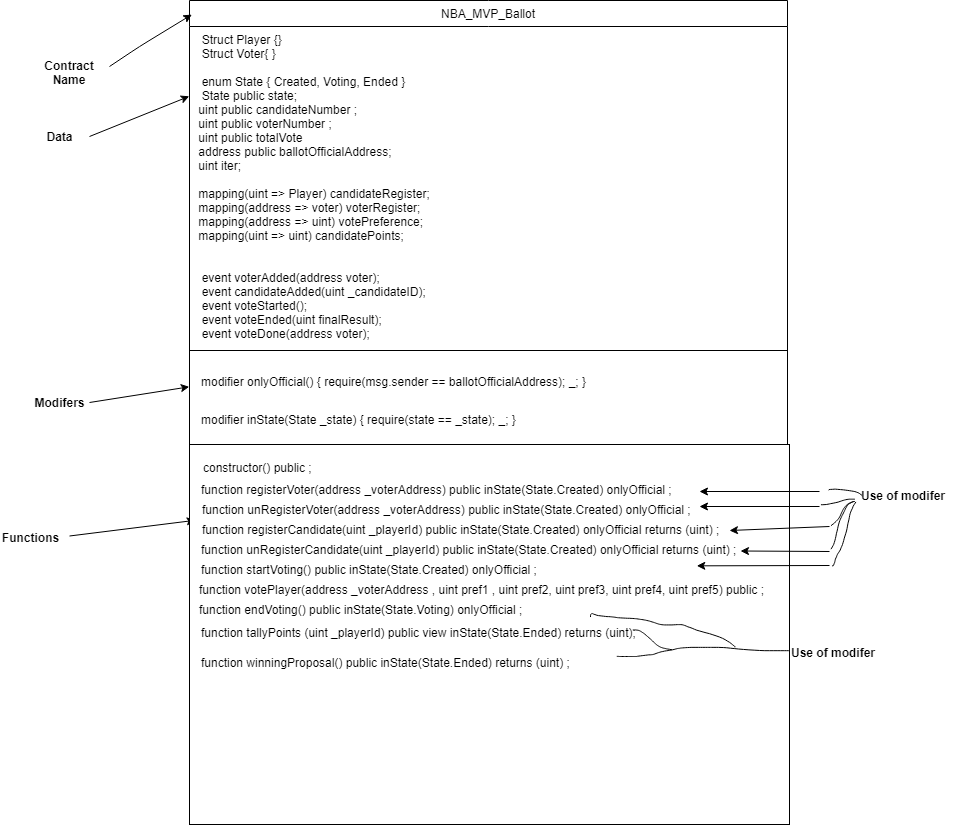 NBA_MVP_Ballot
Contract
Name
Struct Player {}
Struct Voter{ }
enum State { Created, Voting, Ended }
State public state;
uint public candidateNumber ;
uint public voterNumber ;
uint public totalVote
address public ballotOfficialAddress;
uint iter;
Data
mapping(uint => Player) candidateRegister;
mapping(address => voter) voterRegister;
mapping(address => uint) votePreference;
mapping(uint => uint) candidatePoints;
event voterAdded(address voter);
event candidateAdded(uint _candidateID);
event voteStarted();
event voteEnded(uint finalResult);
event voteDone(address voter);
Modifers
modifier onlyOfficial() { require(msg.sender == ballotOfficialAddress); _; }
modifier inState(State _state) { require(state == _state); _; }
Functions
constructor() public ;
function registerVoter(address _voterAddress) public inState(State.Created) onlyOfficial ;
function unRegisterVoter(address _voterAddress) public inState(State.Created) onlyOfficial ;
function registerCandidate(uint _playerId) public inState(State.Created) onlyOfficial returns (uint) ;
function unRegisterCandidate(uint _playerId) public inState(State.Created) onlyOfficial returns (uint) ;
function startVoting() public inState(State.Created) onlyOfficial ;
function votePlayer(address _voterAddress , uint pref1 , uint pref2, uint pref3, uint pref4, uint pref5) public ;
function endVoting() public inState(State.Voting) onlyOfficial ;
function tallyPoints (uint _playerId) public view inState(State.Ended) returns (uint);
function winningProposal() public inState(State.Ended) returns (uint) ;
Use of modifer
Use of modifer